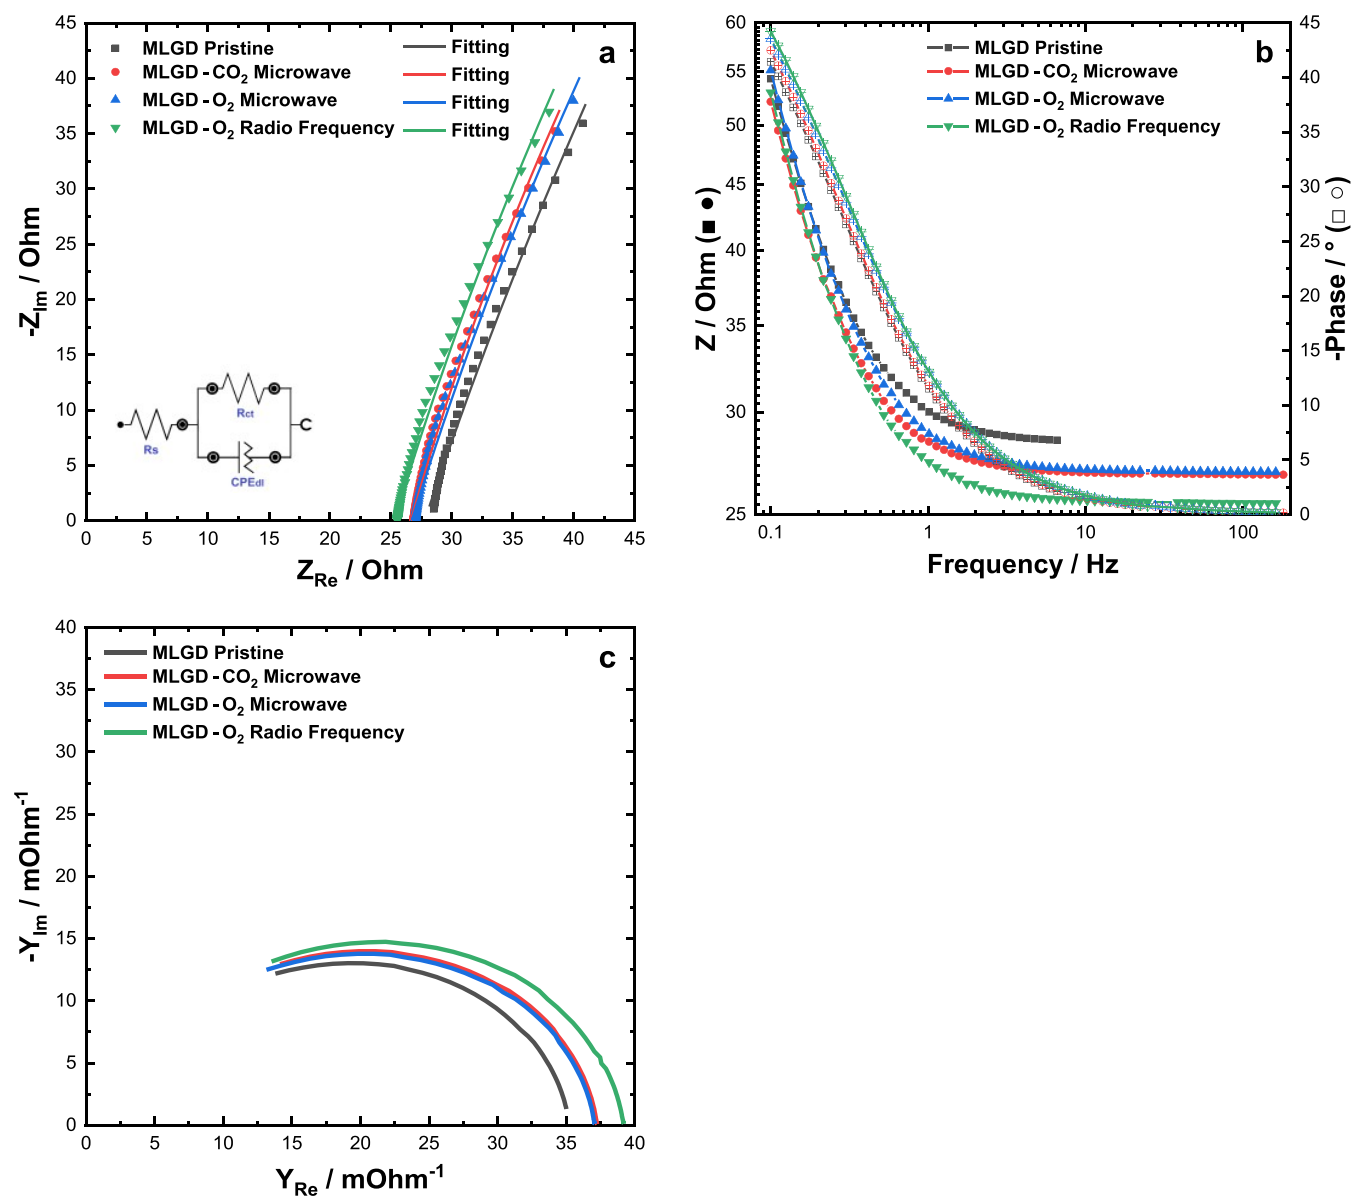 a
MLGD Pristine
MLGD - CO2 Microwave
MLGD - O2 Microwave
MLGD - O2 Radio Frequency
Fitting
Fitting
Fitting
Fitting
-ZIm / Ohm
45
40
35
30
25
20
15
10
5
0
Rs
Rct
CPEdl
0 5 10 15 20 25 30 35 40 45
ZRe / Ohm
b
MLGD Pristine
MLGD - CO2 Microwave
MLGD - O2 Microwave
MLGD - O2 Radio Frequency
Z / Ohm (■ ●)
60
55
50
45
40
35
30
25
-Phase / ° (□ ○)
45
40
35
30
25
20
15
10
5
0
0.1 1 10 100
Frequency / Hz
c
MLGD Pristine
MLGD - CO2 Microwave
MLGD - O2 Microwave
MLGD - O2 Radio Frequency
-YIm / mOhm-1
40
35
30
25
20
15
10
5
0
0 5 10 15 20 25 30 35 40
YRe / mOhm-1